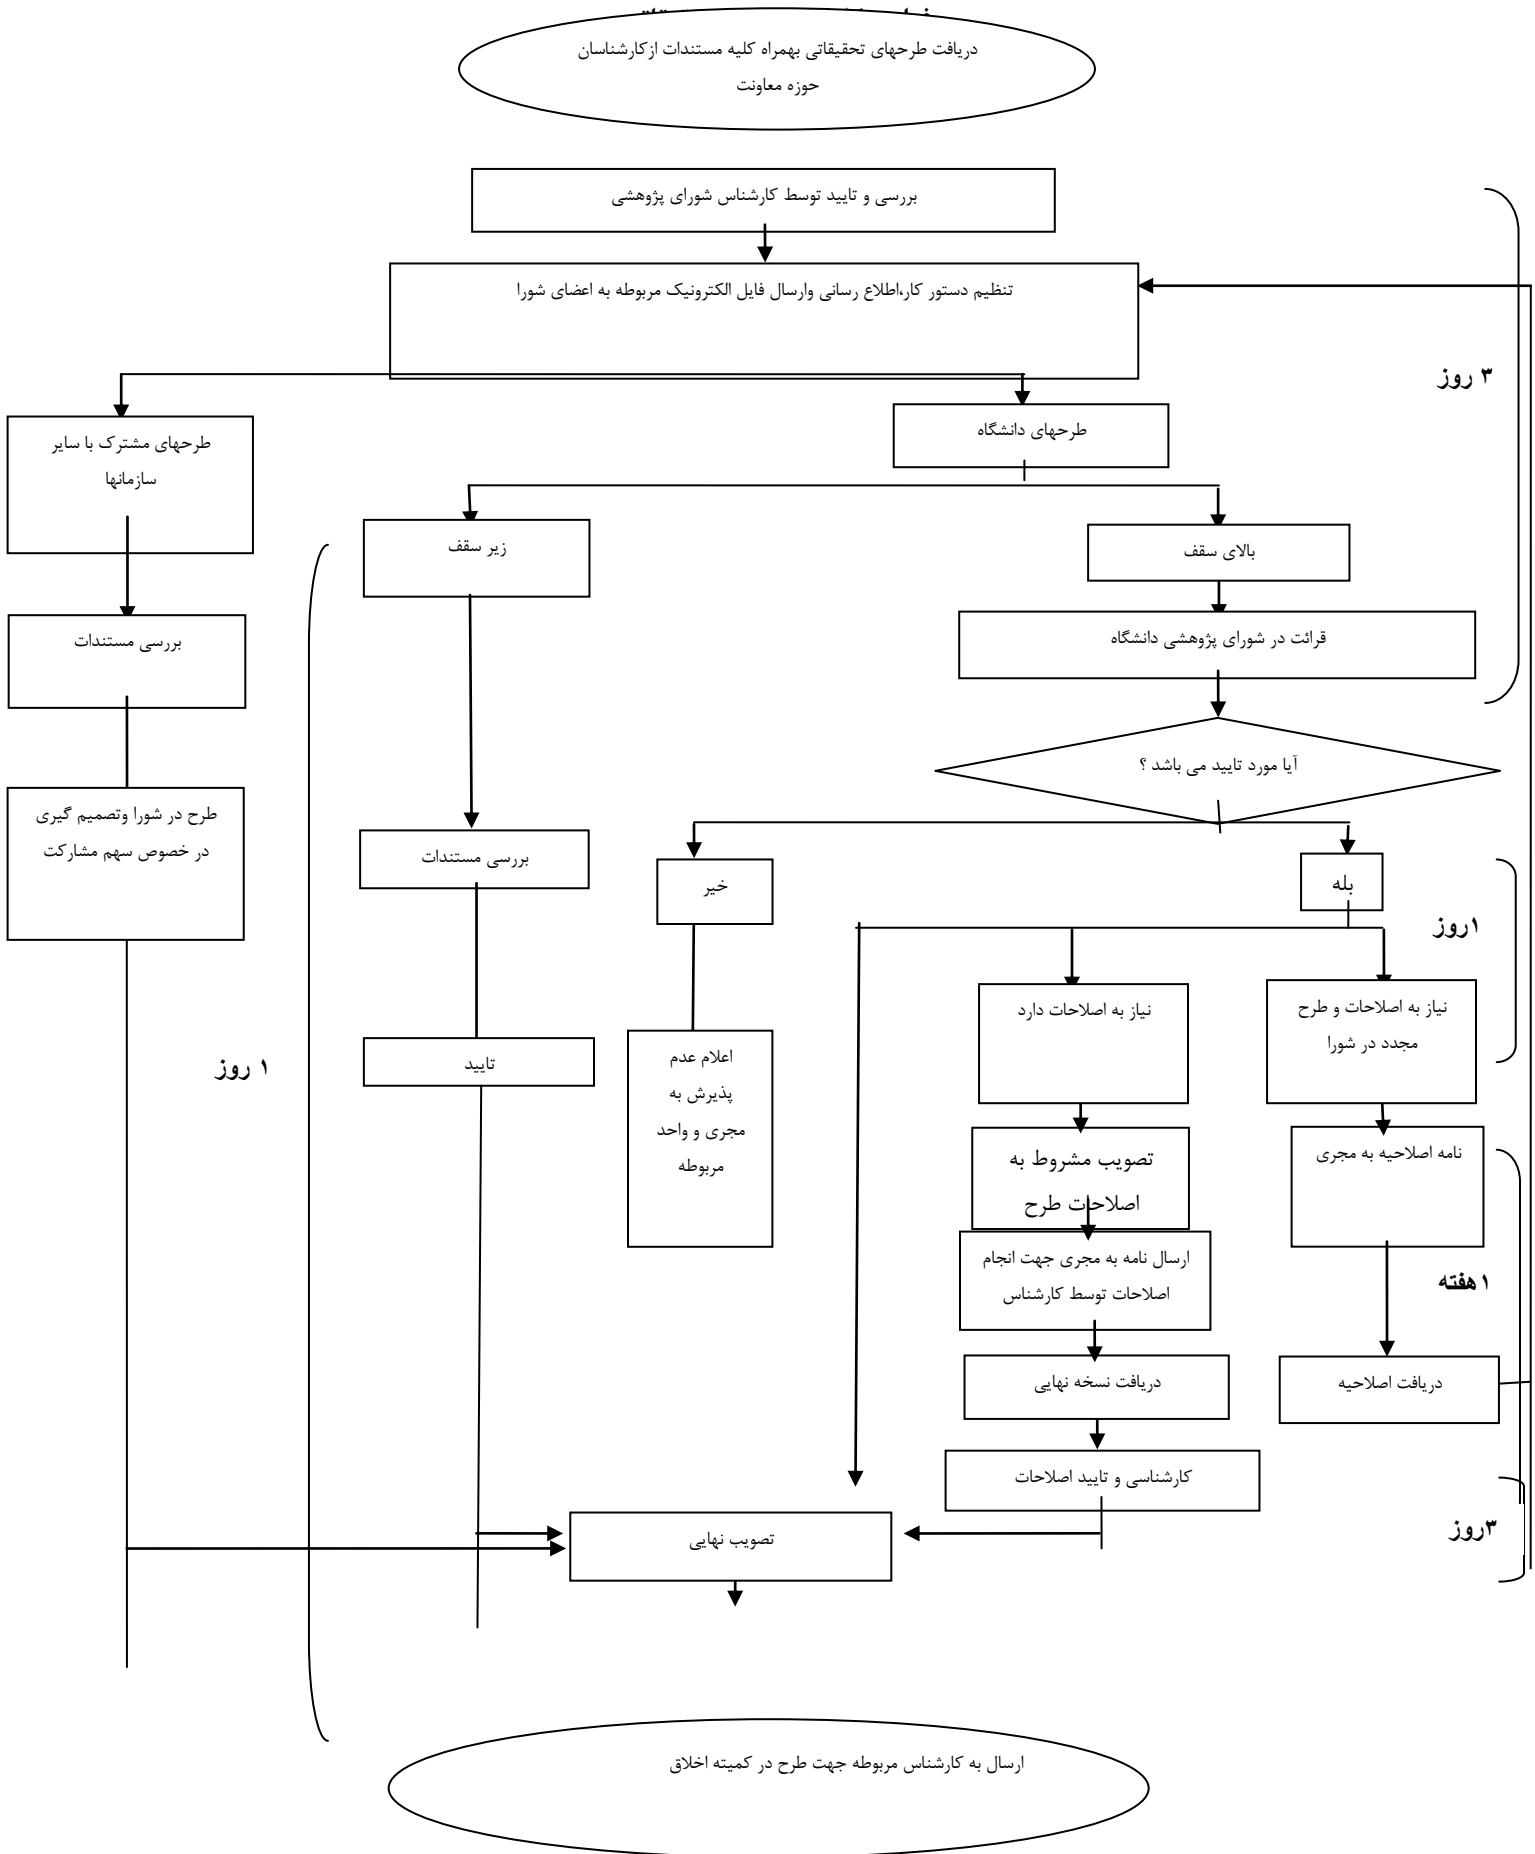 دریافت طرحهای تحقیقاتی بهمراه کلیه مستندات ازکارشناسان
حوزه معاونت
بررسی و تایید توسط کارشناس شورای پژوهشی
تنظیم دستور کار،اطلاع رسانی وارسال فایل الکترونیک مربوطه به اعضای شورا
۳ روز
طرحهای دانشگاه
طرحهای مشترک با سایر
سازمانها
بالای سقف
زیر سقف
قرائت در شورای پژوهشی دانشگاه
بررسی مستندات
آیا مورد تایید می باشد ؟
طرح در شورا وتصمیم گیری
در خصوص سهم مشارکت
بررسی مستندات
بله
خیر
۱روز
نیاز به اصلاحات و طرح
مجدد در شورا
نیاز به اصلاحات دارد
اعلام عدم
پذیرش به
مجری و واحد
مربوطه
تایید
۱ روز
نامه اصلاحیه به مجری
تصویب مشروط به
اصلاحات طرح
ارسال نامه به مجری جهت انجام
اصلاحات توسط کارشناس
۱هفته
دریافت اصلاحیه
دریافت نسخه نهایی
کارشناسی و تایید اصلاحات
۳روز
تصویب نهایی
ارسال به کارشناس مربوطه جهت طرح در کمیته اخلاق